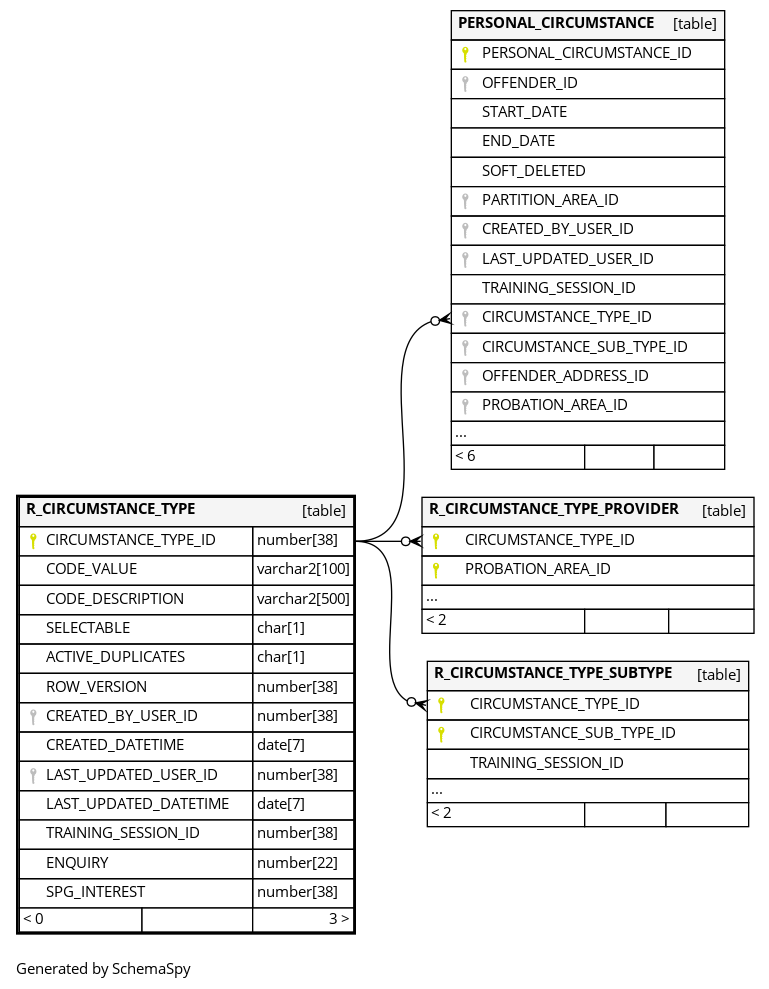 PERSONAL_CIRCUMSTANCE [table]
PERSONAL_CIRCUMSTANCE_ID
OFFENDER_ID
START_DATE
END_DATE
SOFT_DELETED
PARTITION_AREA_ID
CREATED_BY_USER_ID
LAST_UPDATED_USER_ID
TRAINING_SESSION_ID
CIRCUMSTANCE_TYPE_ID
CIRCUMSTANCE_SUB_TYPE_ID
OFFENDER_ADDRESS_ID
PROBATION_AREA_ID
...
< 6
R_CIRCUMSTANCE_TYPE [table]
CIRCUMSTANCE_TYPE_ID number[38]
CODE_VALUE varchar2[100]
CODE_DESCRIPTION varchar2[500]
SELECTABLE char[1]
ACTIVE_DUPLICATES char[1]
ROW_VERSION number[38]
CREATED_BY_USER_ID number[38]
CREATED_DATETIME date[7]
LAST_UPDATED_USER_ID number[38]
LAST_UPDATED_DATETIME date[7]
TRAINING_SESSION_ID number[38]
ENQUIRY number[22]
SPG_INTEREST number[38]
< 0 3 >
R_CIRCUMSTANCE_TYPE_PROVIDER [table]
CIRCUMSTANCE_TYPE_ID
PROBATION_AREA_ID
...
< 2
R_CIRCUMSTANCE_TYPE_SUBTYPE [table]
CIRCUMSTANCE_TYPE_ID
CIRCUMSTANCE_SUB_TYPE_ID
TRAINING_SESSION_ID
...
< 2
Generated by SchemaSpy